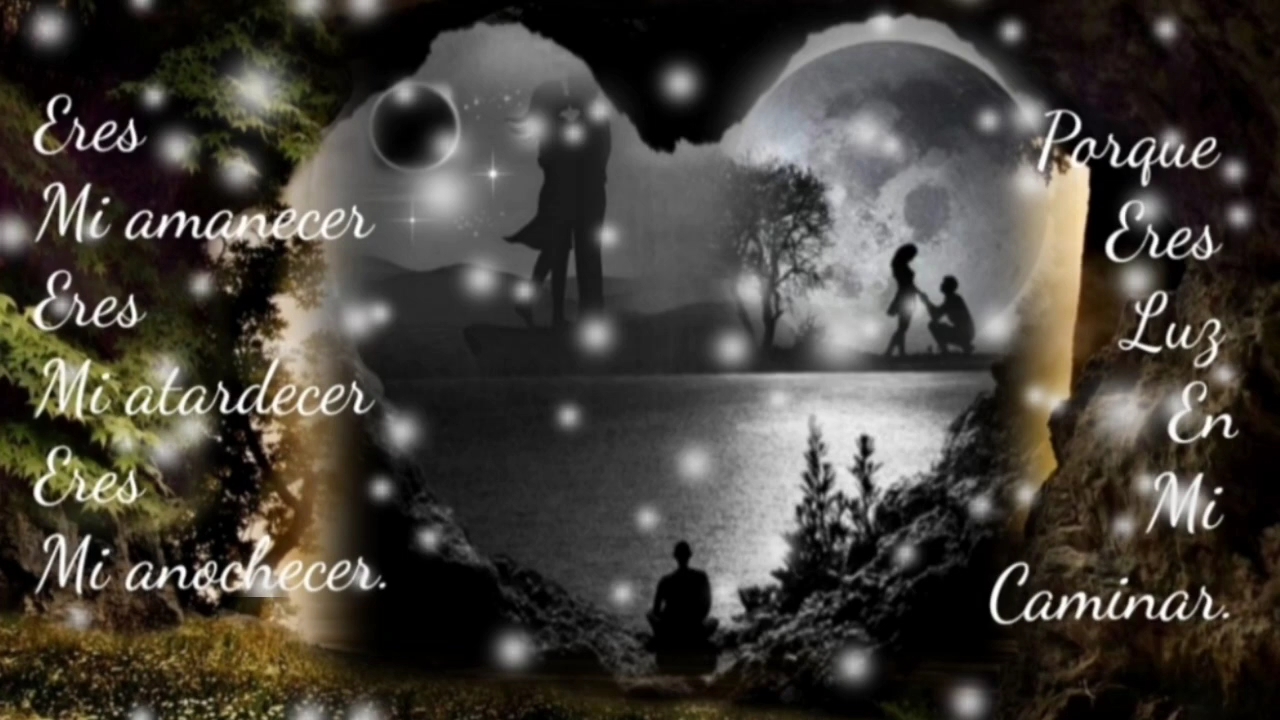 Eres
Mi amanecer
Eres
Mi atardecer
Eres
Mi anochecer.
Porque
Eres
Luz
En
Mi
Caminar.